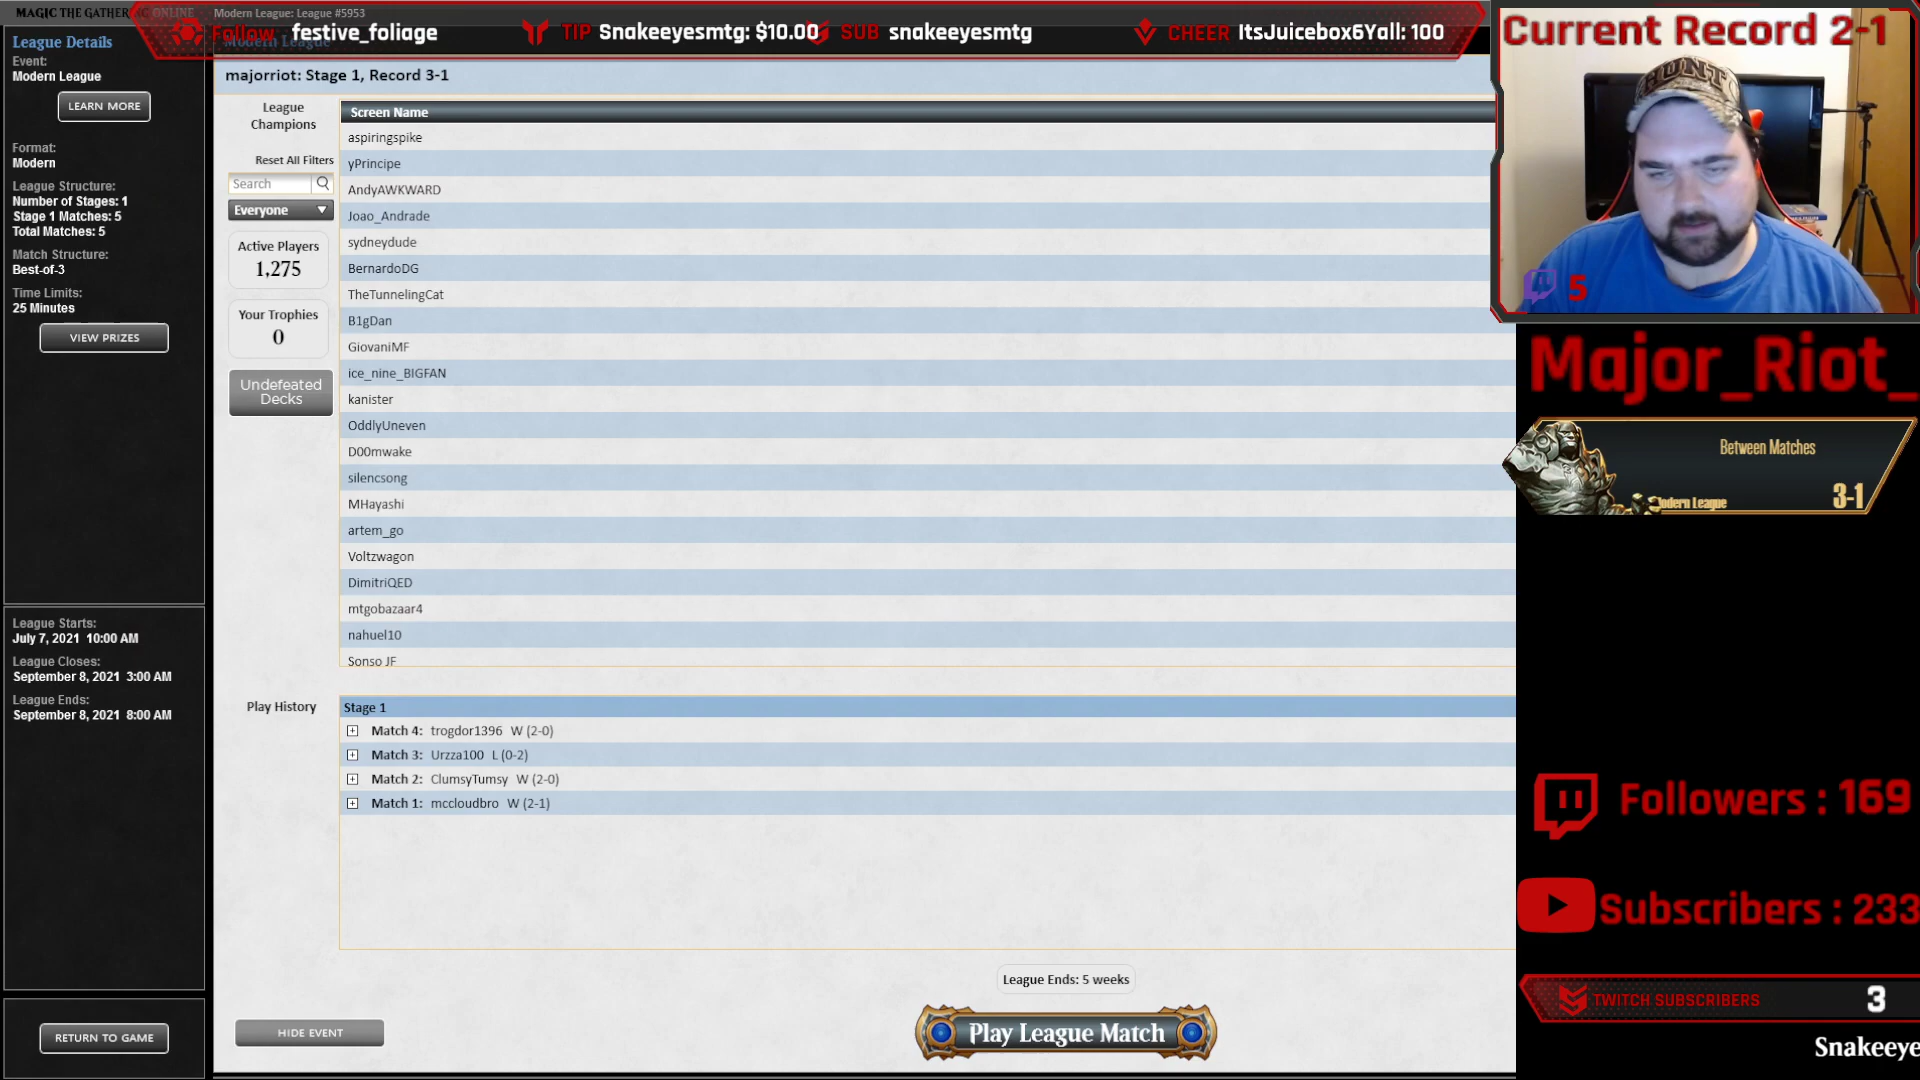 MAGIC THE GATHERING ONLINE
Modern League: League #5953
Follow festive_foliage
TIP Snakeeyesmtg: $10.00
SUB snakeeyesmtg
CHEER ItsJuicebox6Yall: 100
Current Record 2-1
League Details
Event:
Modern League
LEARN MORE
Format:
Modern
League Structure:
Number of Stages: 1
Stage 1 Matches: 5
Total Matches: 5
Match Structure:
Best-of-3
Time Limits:
25 Minutes
VIEW PRIZES
League Starts:
July 7, 2021 10:00 AM
League Closes:
September 8, 2021 3:00 AM
League Ends:
September 8, 2021 8:00 AM
RETURN TO GAME
Modern League
majorriot: Stage 1, Record 3-1
League
Champions
Reset All Filters
Search
Everyone
Active Players
1,275
Your Trophies
0
Undefeated
Decks
Screen Name
aspiringspike
yPrincipe
AndyAWKWARD
Joao_Andrade
sydneydude
BernardoDG
TheTunnelingCat
B1gDan
GiovaniMF
ice_nine_BIGFAN
kanister
OddlyUneven
D00mwake
silencsong
MHayashi
artem_go
Voltzwagon
DimitriQED
mtgobazaar4
nahuel10
Sonso JF
Play History
Stage 1
Match 4: trogdor1396 W (2-0)
Match 3: Urzza100 L (0-2)
Match 2: ClumsyTumsy W (2-0)
Match 1: mccloudbro W (2-1)
League Ends: 5 weeks
HIDE EVENT
Play League Match
HUNT
5
Major_Riot_
Between Matches
Modern League
3-1
Followers : 169
Subscribers : 233
TWITCH SUBSCRIBERS 3
Snakeeye